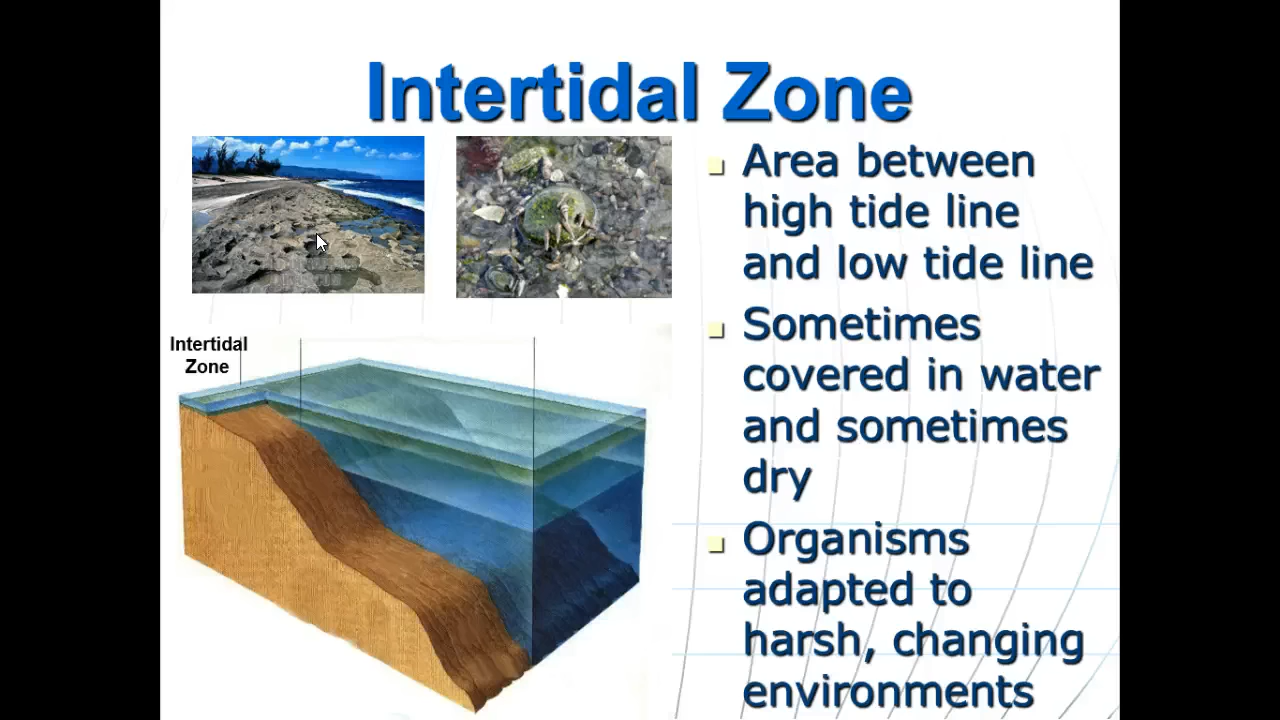 Intertidal Zone
Area between
high tide line
and low tide line
Sometimes
covered in water
and sometimes
dry
Organisms
adapted to
harsh, changing
environments
Intertidal
Zone